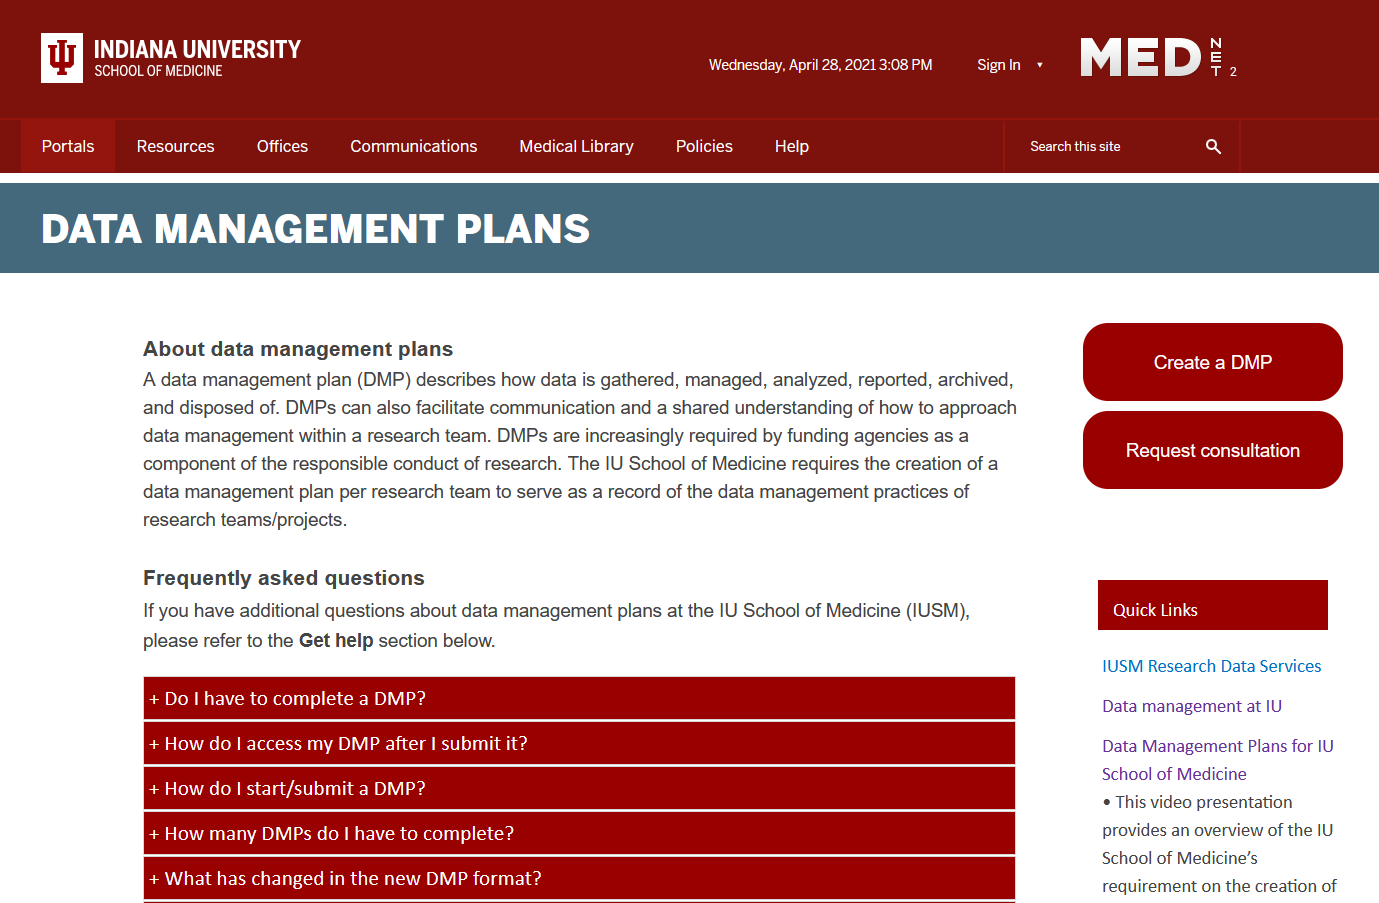 INDIANA UNIVERSITY
SCHOOL OF MEDICINE
Wednesday, April 28, 2021 3:08 PM
Sign In
MED NET 2
Portals
Resources
Offices
Communications
Medical Library
Policies
Help
Search this site
DATA MANAGEMENT PLANS
About data management plans
A data management plan (DMP) describes how data is gathered, managed, analyzed, reported, archived,
and disposed of. DMPs can also facilitate communication and a shared understanding of how to approach
data management within a research team. DMPs are increasingly required by funding agencies as a
component of the responsible conduct of research. The IU School of Medicine requires the creation of a
data management plan per research team to serve as a record of the data management practices of
research teams/projects.
Frequently asked questions
If you have additional questions about data management plans at the IU School of Medicine (IUSM),
please refer to the Get help section below.
+ Do I have to complete a DMP?
+ How do I access my DMP after I submit it?
+ How do I start/submit a DMP?
+ How many DMPs do I have to complete?
+ What has changed in the new DMP format?
Create a DMP
Request consultation
Quick Links
IUSM Research Data Services
Data management at IU
Data Management Plans for IU
School of Medicine
• This video presentation
provides an overview of the IU
School of Medicine’s
requirement on the creation of